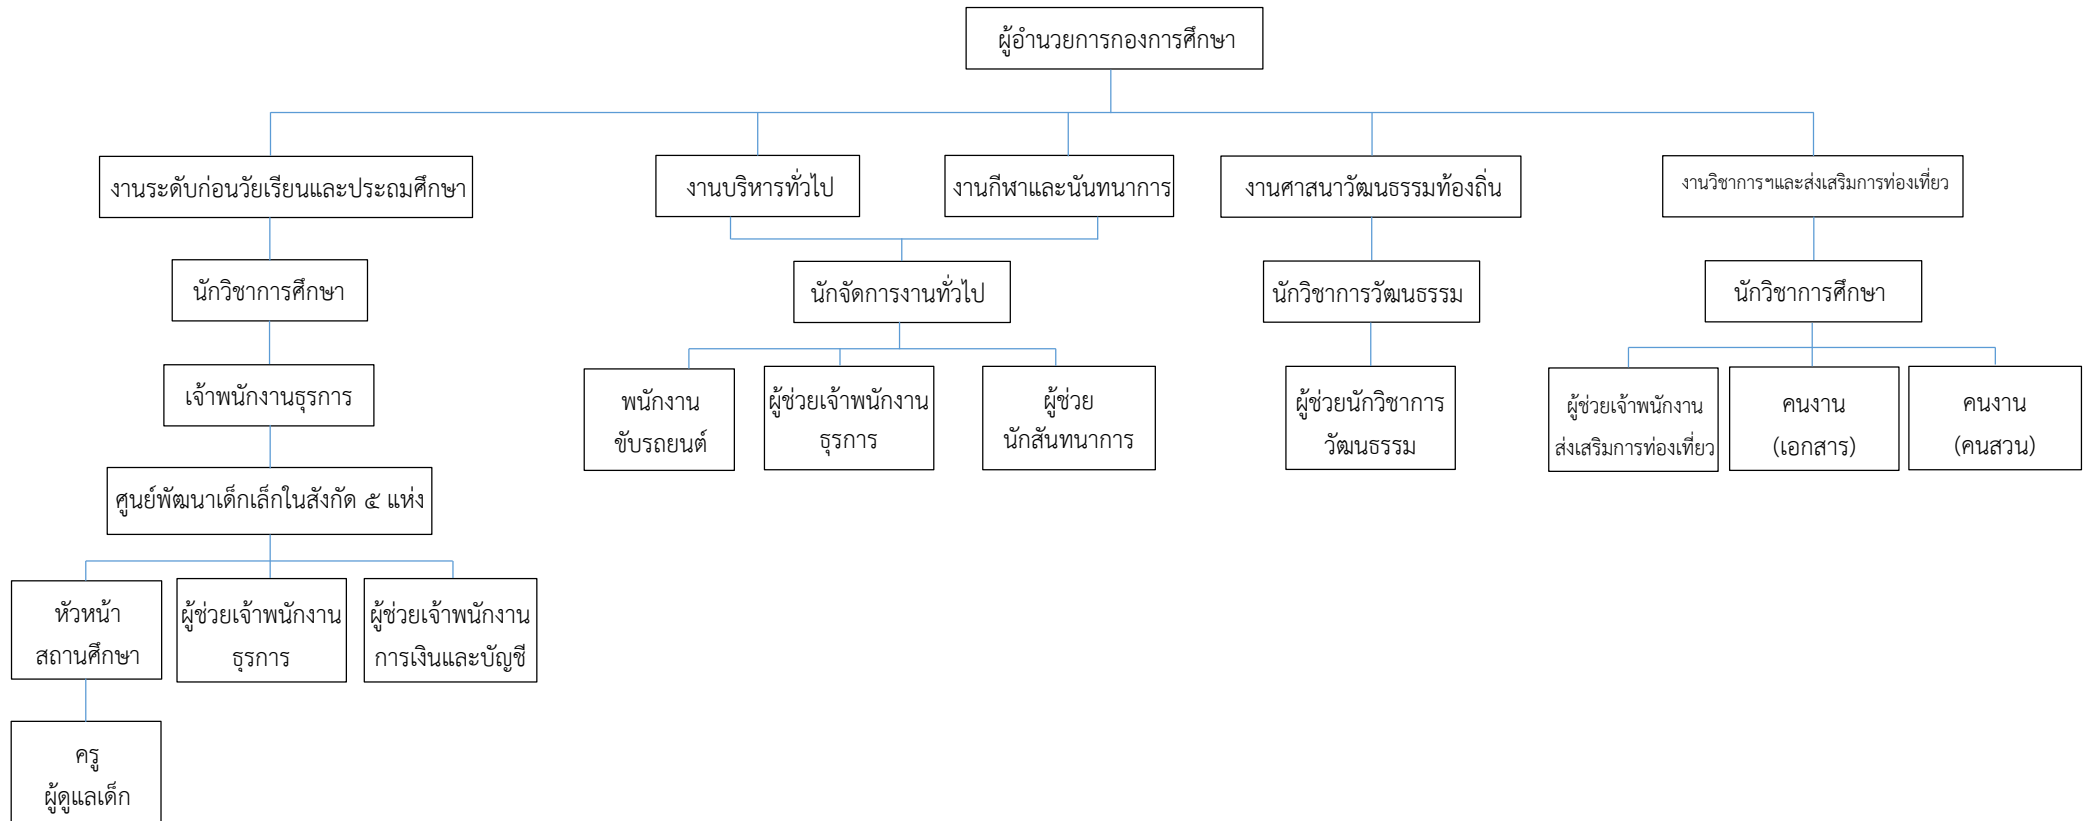 ผู้อำนวยการกองการศึกษา
งานระดับก่อนวัยเรียนและประถมศึกษา
งานบริหารทั่วไป
งานกีฬาและนันทนาการ
งานศาสนาวัฒนธรรมท้องถิ่น
งานวิชาการฯและส่งเสริมการท่องเที่ยว
นักวิชาการศึกษา
นักจัดการงานทั่วไป
นักวิชาการวัฒนธรรม
นักวิชาการศึกษา
เจ้าพนักงานธุรการ
พนักงาน
ขับรถยนต์
ผู้ช่วยเจ้าพนักงาน
ธุรการ
ผู้ช่วย
นักสันทนาการ
ผู้ช่วยนักวิชาการ
วัฒนธรรม
ผู้ช่วยเจ้าพนักงาน
ส่งเสริมการท่องเที่ยว
คนงาน
(เอกสาร)
คนงาน
(คนสวน)
ศูนย์พัฒนาเด็กเล็กในสังกัด ๕ แห่ง
หัวหน้า
สถานศึกษา
ผู้ช่วยเจ้าพนักงาน
ธุรการ
ผู้ช่วยเจ้าพนักงาน
การเงินและบัญชี
ครู
ผู้ดูแลเด็ก